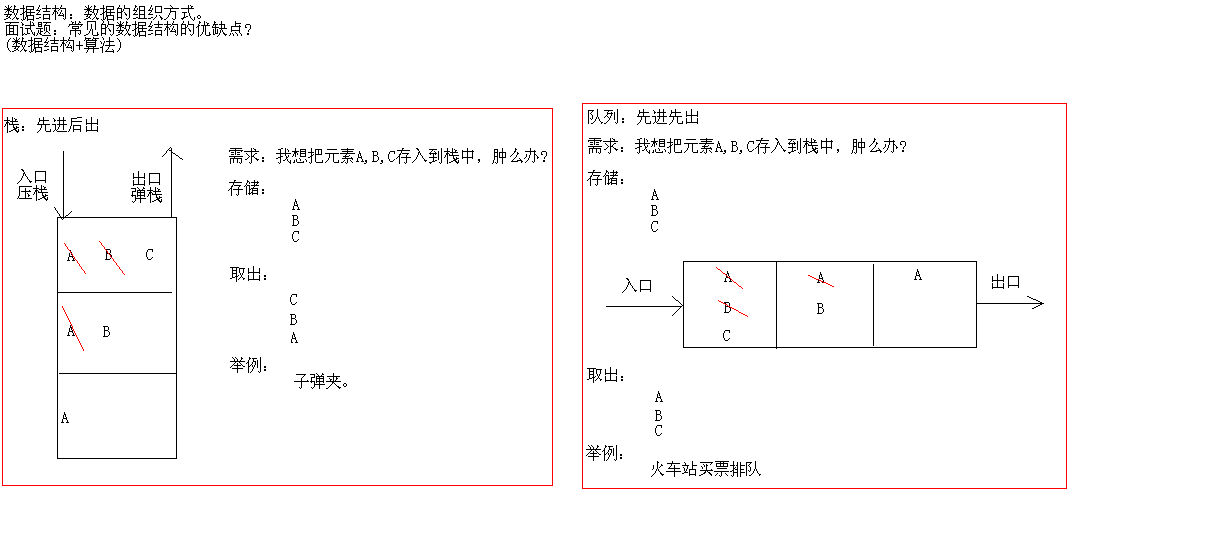 数据结构：数据的组织方式。
面试题：常见的数据结构的优缺点?
(数据结构+算法)
栈：先进后出
需求：我想把元素A,B,C存入到栈中，肿么办?
入口
压栈
出口
弹栈
存储：
A
B
C
A B C
取出：
C
B
A
A B
举例：
子弹夹。
A
队列：先进先出
需求：我想把元素A,B,C存入到栈中，肿么办?
存储：
A
B
C
入口
A A A
B B
C
出口
取出：
A
B
C
举例：
火车站买票排队